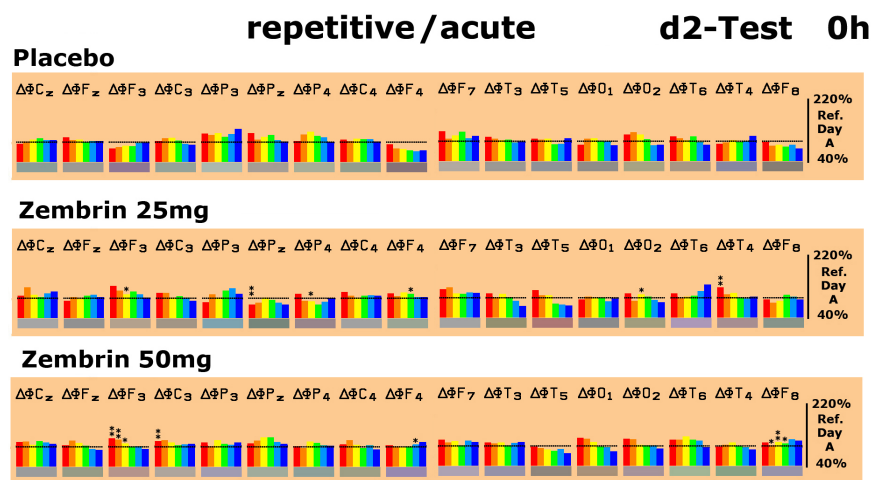 repetitive/acute d2-Test 0h
Placebo
ΔΦCz ΔΦFz ΔΦF3 ΔΦC3 ΔΦP3 ΔΦPz ΔΦP4 ΔΦC4 ΔΦF4 ΔΦF7 ΔΦT3 ΔΦT5 ΔΦO1 ΔΦO2 ΔΦT6 ΔΦT4 ΔΦF8
220%
Ref.
Day
A
40%
Zembrin 25mg
ΔΦCz ΔΦFz ΔΦF3 ΔΦC3 ΔΦP3 ΔΦPz ΔΦP4 ΔΦC4 ΔΦF4 ΔΦF7 ΔΦT3 ΔΦT5 ΔΦO1 ΔΦO2 ΔΦT6 ΔΦT4 ΔΦF8
220%
Ref.
Day
A
40%
Zembrin 50mg
ΔΦCz ΔΦFz ΔΦF3 ΔΦC3 ΔΦP3 ΔΦPz ΔΦP4 ΔΦC4 ΔΦF4 ΔΦF7 ΔΦT3 ΔΦT5 ΔΦO1 ΔΦO2 ΔΦT6 ΔΦT4 ΔΦF8
220%
Ref.
Day
A
40%